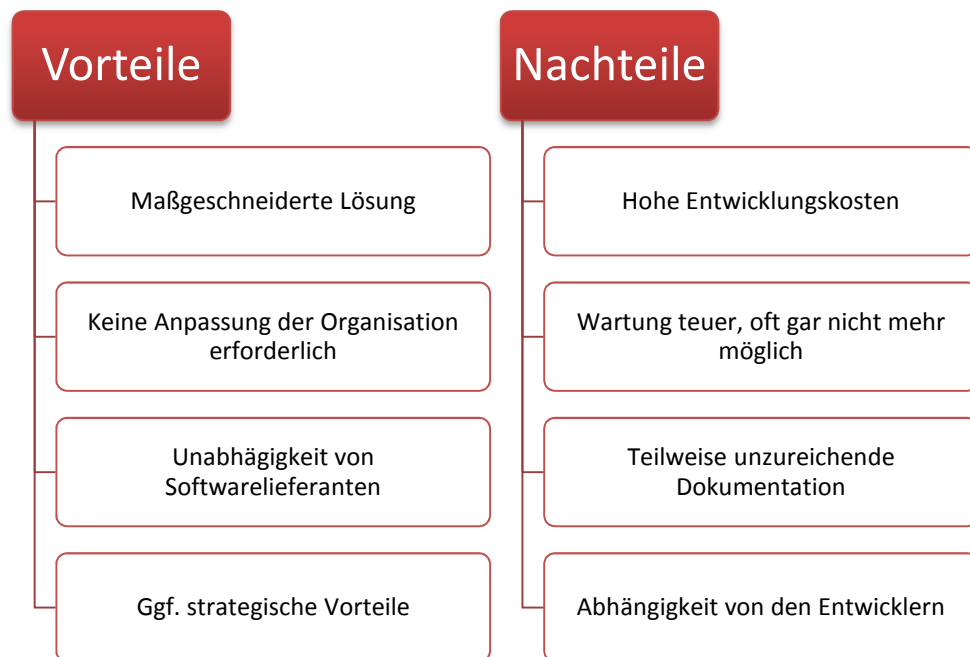 Vorteile
Maßgeschneiderte Lösung
Keine Anpassung der Organisation
erforderlich
Unabhägigkeit von
Softwarelieferanten
Ggf. strategische Vorteile
Nachteile
Hohe Entwicklungskosten
Wartung teuer, oft gar nicht mehr
möglich
Teilweise unzureichende
Dokumentation
Abhängigkeit von den Entwicklern